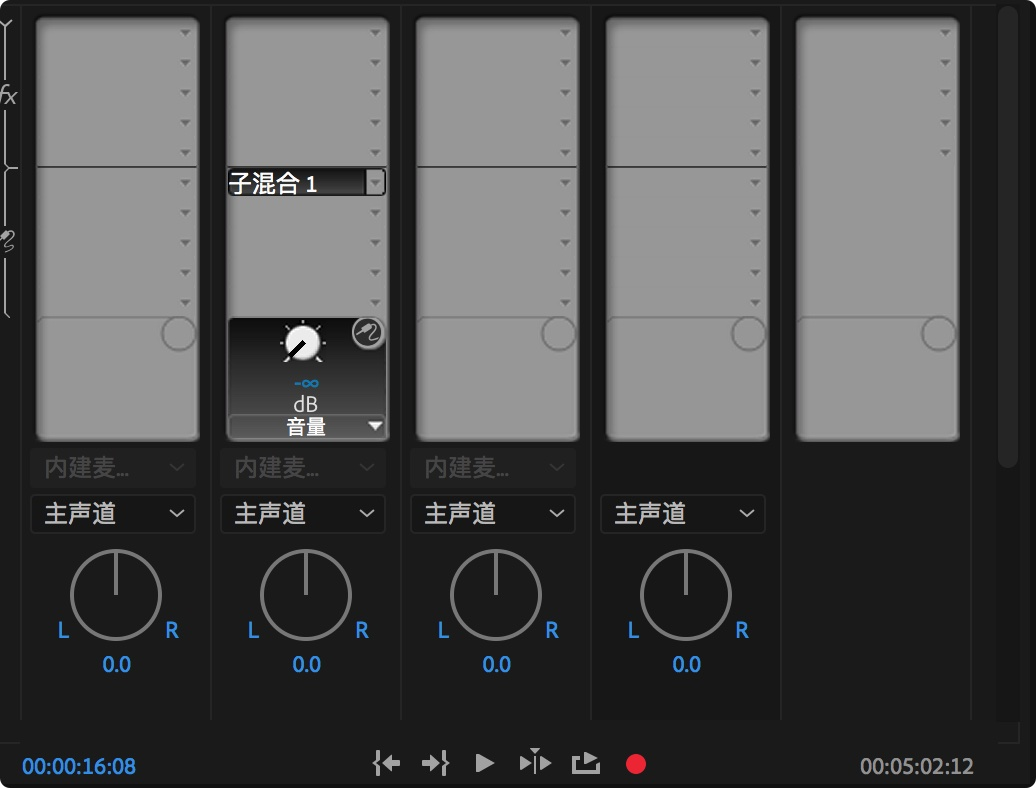 fx
子混合 1
-∞
dB
音量
内建麦... 内建麦... 内建麦...
主声道 主声道 主声道 主声道
L R L R L R L R
0.0 0.0 0.0 0.0
00:00:16:08 00:05:02:12